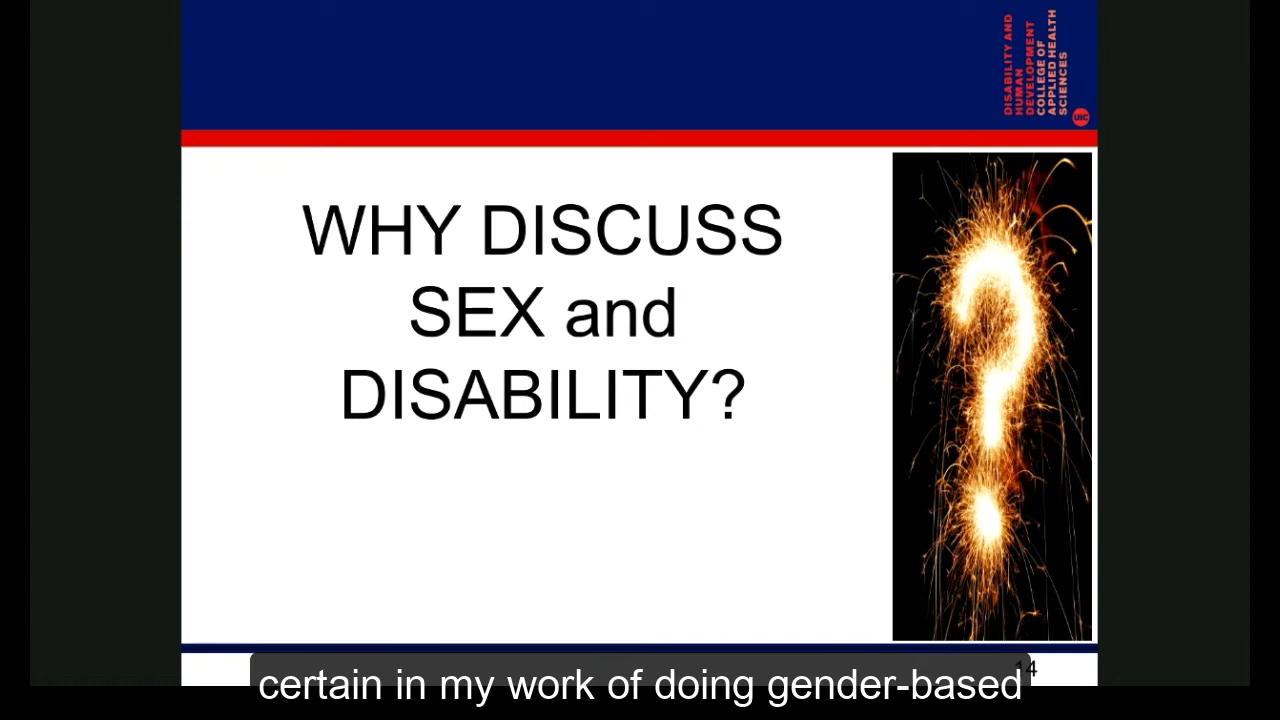 DISABILITY AND
HUMAN
DEVELOPMENT
COLLEGE OF
APPLIED HEALTH
SCIENCES
UIC
WHY DISCUSS
SEX and
DISABILITY?
14
certain in my work of doing gender-based